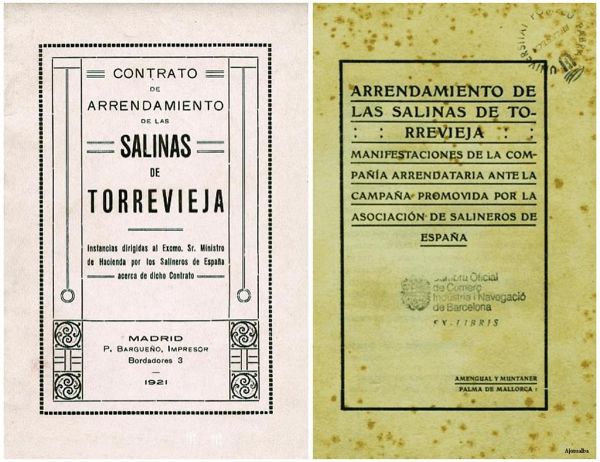 CONTRATO
DE
ARRENDAMIENTO
DE LAS
SALINAS
DE
TORREVIEJA
Instancias dirigidas al Excmo. Sr. Ministro
de Hacienda por los Salineros de España
acerca de dicho Contrato
MADRID
P. BARGUEÑO, IMPRESOR
Bordadores 3
1921
ARRENDAMIENTO DE
LAS SALINAS DE TO-
: : RREVIEJA : :
MANIFESTACIONES DE LA COM-
PAÑÍA ARRENDATARIA ANTE LA
CAMPAÑA PROMOVIDA POR LA
ASOCIACIÓN DE SALINEROS DE
ESPAÑA
Cambra Oficial
de Comerç
Indústria i Navegació
de Barcelona
EX-LIBRIS
AMENGUAL Y MUNTANER
PALMA DE MALLORCA :
Ajomalba